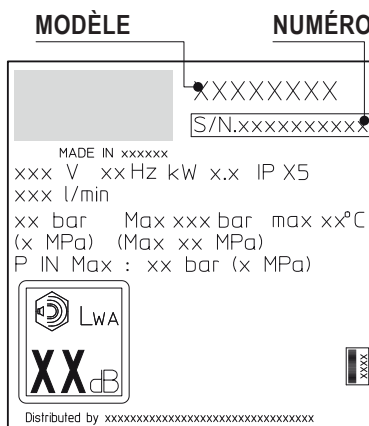 MODÈLE NUMÉRO
XXXXXXXX
S/N.xxxxxxxxxx
MADE IN xxxxxx
xxx V xx Hz kW x.x IP X5
xxx l/min
xx bar Max xxx bar max xx°C
(x MPa) (Max xx MPa)
P IN Max : xx bar (x MPa)
LWA
XX dB
xxxx
Distributed by xxxxxxxxxxxxxxxxxxxxxxxxxxxxxxxxx